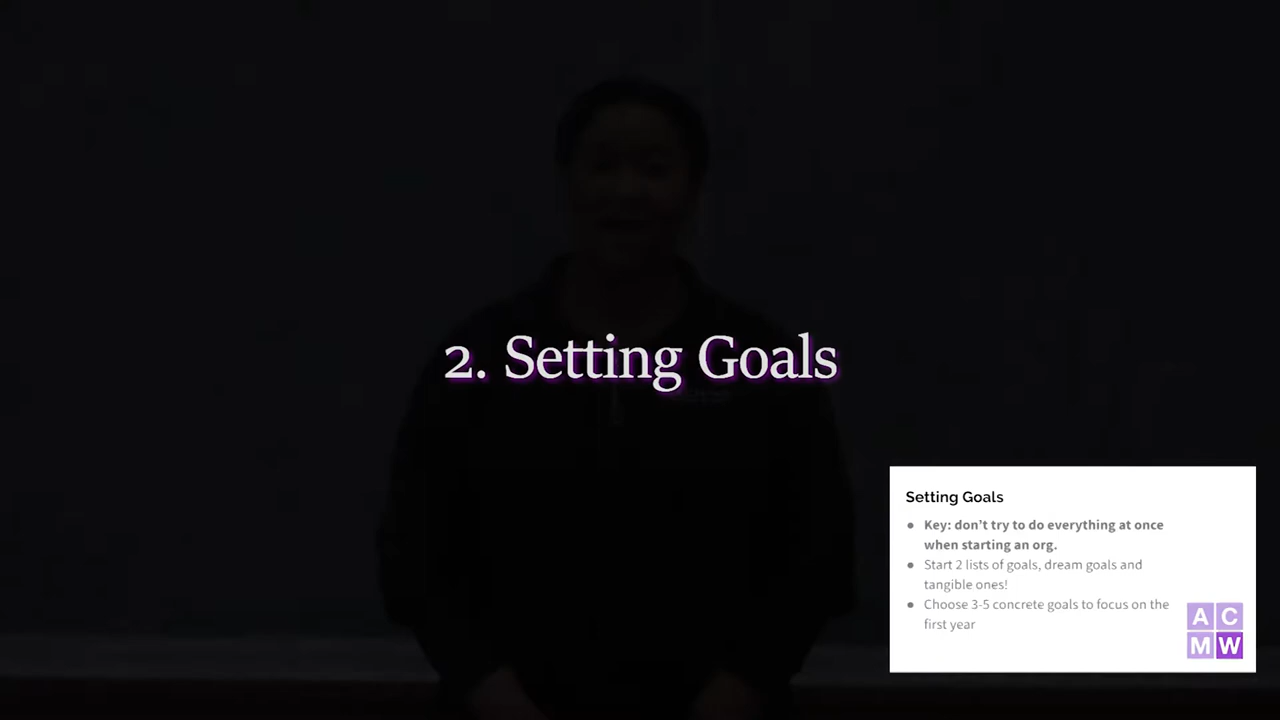 2. Setting Goals
Setting Goals
● Key: don't try to do everything at once
when starting an org.
● Start 2 lists of goals, dream goals and
tangible ones!
● Choose 3-5 concrete goals to focus on the
first year
A C
M W